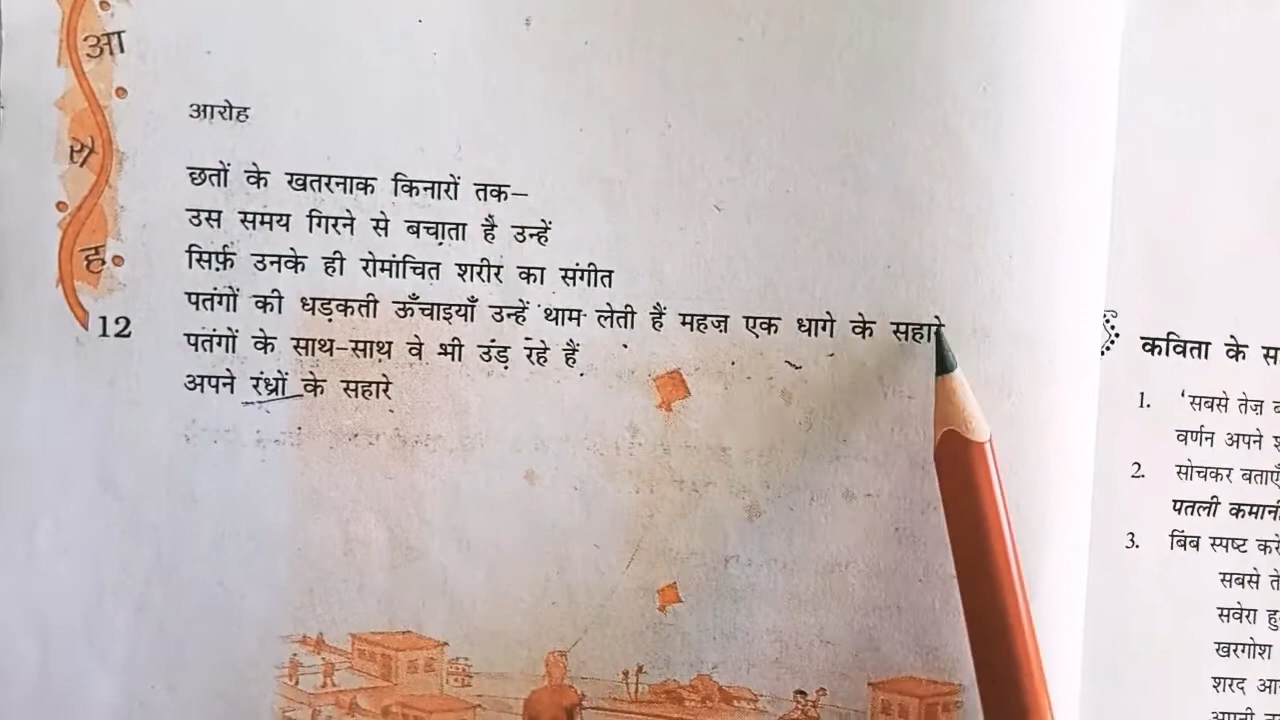 आ
रो
ह
12
आरोह
छतों के खतरनाक किनारों तक–
उस समय गिरने से बचाता है उन्हें
सिर्फ़ उनके ही रोमांचित शरीर का संगीत
पतंगों की धड़कती ऊँचाइयाँ उन्हें थाम लेती हैं महज़ एक धागे के सहारे
पतंगों के साथ-साथ वे भी उड़ रहे हैं
अपने रंध्रों के सहारे
कविता के
1. 'सबसे तेज़
वर्णन अपने
2. सोचकर बताएँ
पतली कमानी
3. बिंब स्पष्ट करें
सबसे
सवेरा
खरगोश
शरद
अपनी